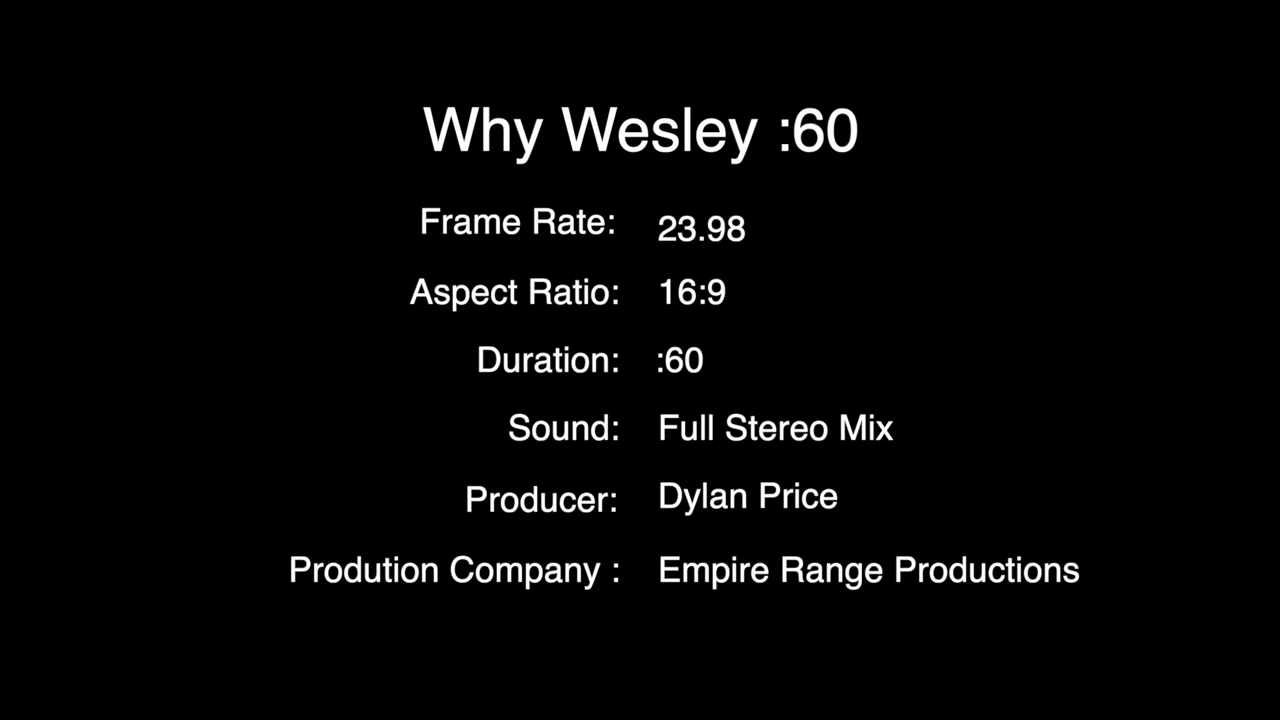 Why Wesley :60
Frame Rate: 23.98
Aspect Ratio: 16:9
Duration: :60
Sound: Full Stereo Mix
Producer: Dylan Price
Prodution Company : Empire Range Productions